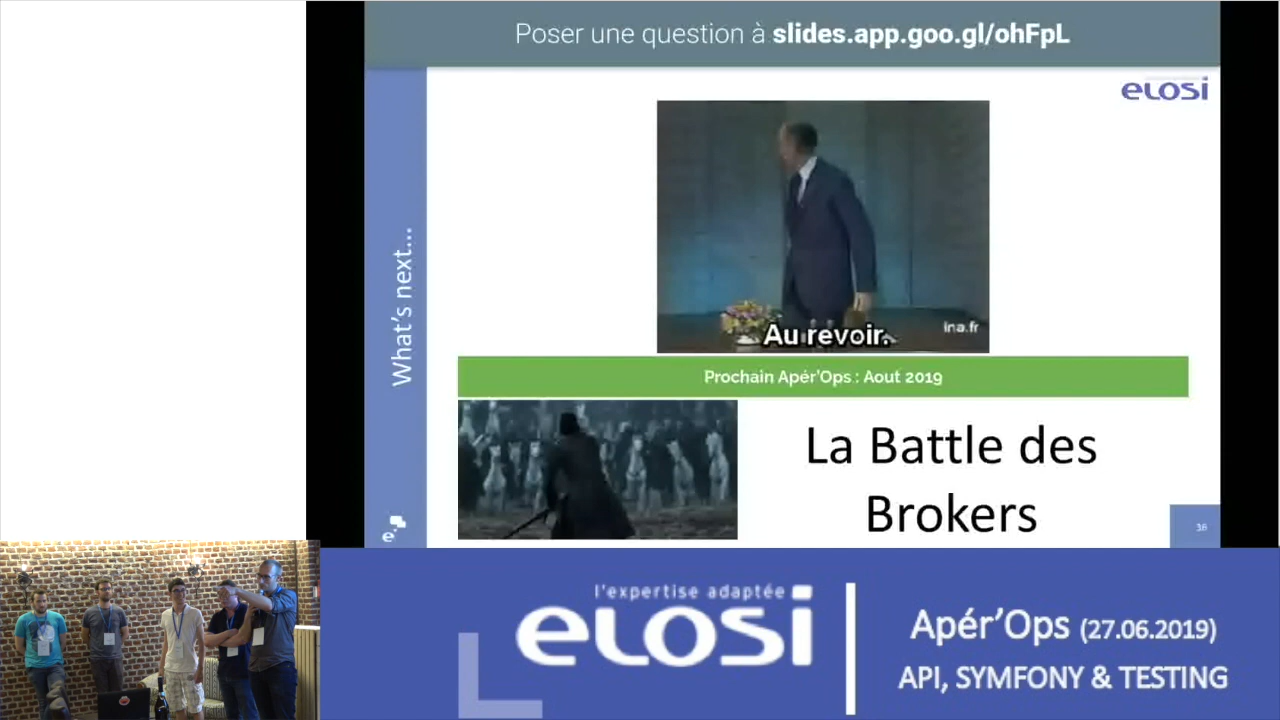 Poser une question à slides.app.goo.gl/ohFpL
elosi
What's next...
Au revoir.
ina.fr
Prochain Apér'Ops : Aout 2019
La Battle des
Brokers
e.
36
l'expertise adaptée
elosi
Apér'Ops (27.06.2019)
API, SYMFONY & TESTING